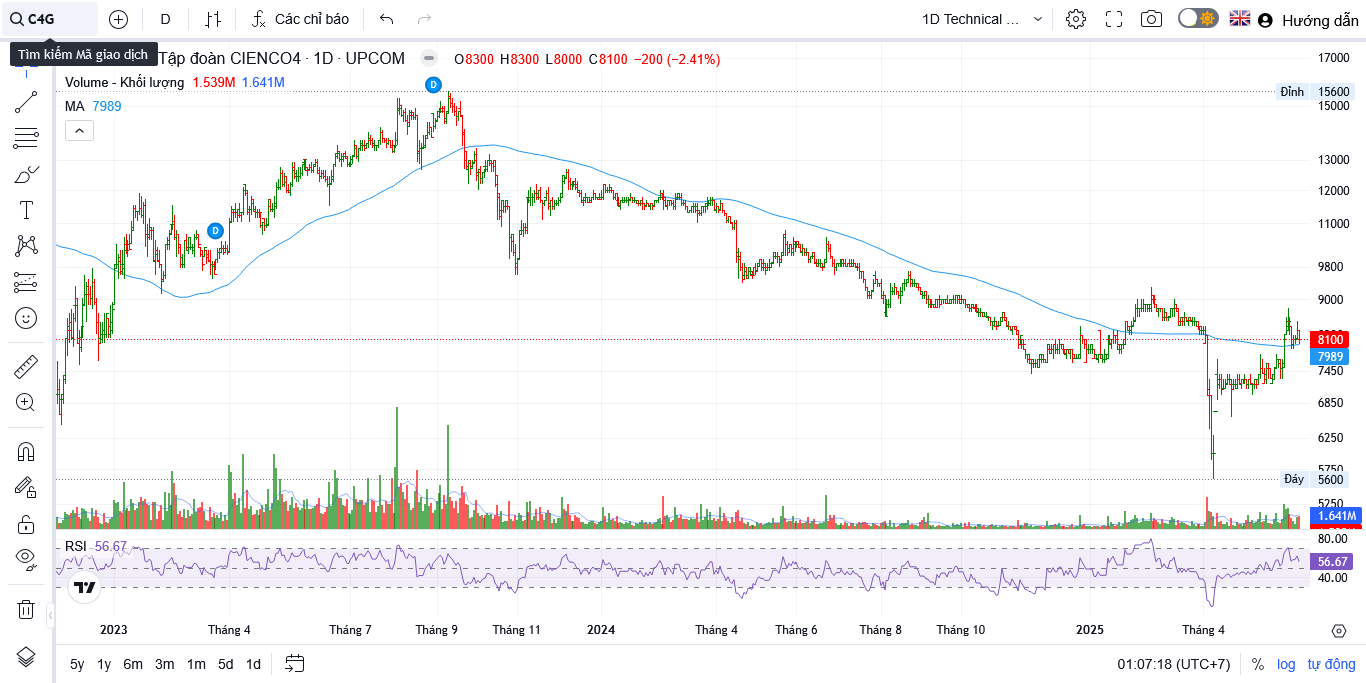 C4G
D
Các chỉ báo
1D Technical ...
Hướng dẫn
Tìm kiếm Mã giao dịch
Tập đoàn CIENCO4 · 1D · UPCOM
O8300 H8300 L8000 C8100 −200 (−2.41%)
Volume - Khối lượng 1.539M 1.641M
MA 7989
D
D
17000
Đỉnh 15600
15000
13000
12000
11000
9800
9000
8100
7989
7450
6850
6250
5750
Đáy 5600
5250
1.641M
RSI 56.67
80.00
56.67
40.00
2023
Tháng 4
Tháng 7
Tháng 9
Tháng 11
2024
Tháng 4
Tháng 6
Tháng 8
Tháng 10
2025
Tháng 4
5y 1y 6m 3m 1m 5d 1d
01:07:18 (UTC+7)
% log tự động